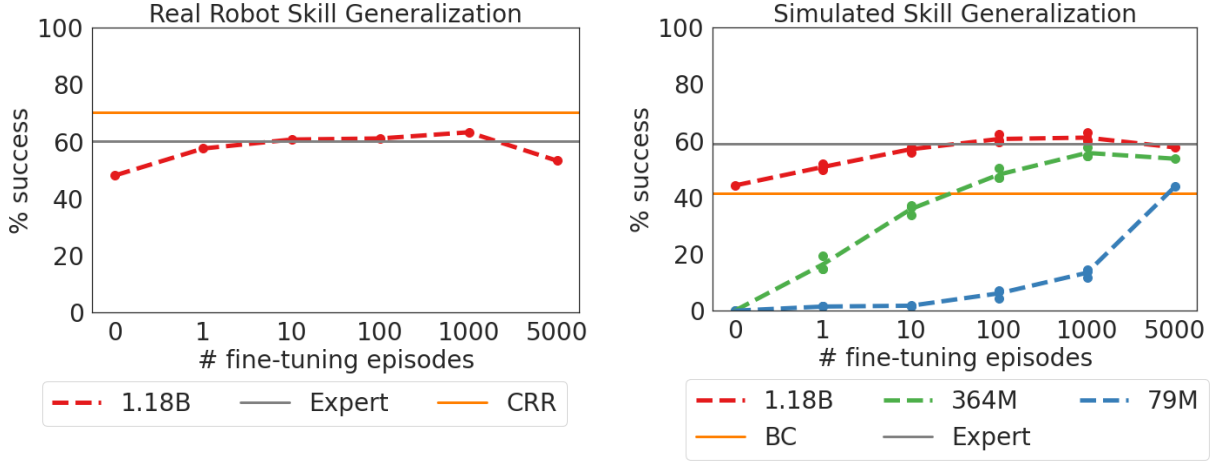 Real Robot Skill Generalization
% success
100
80
60
40
20
0
0 1 10 100 1000 5000
# fine-tuning episodes
1.18B Expert CRR
Simulated Skill Generalization
% success
100
80
60
40
20
0
0 1 10 100 1000 5000
# fine-tuning episodes
1.18B 364M 79M
BC Expert